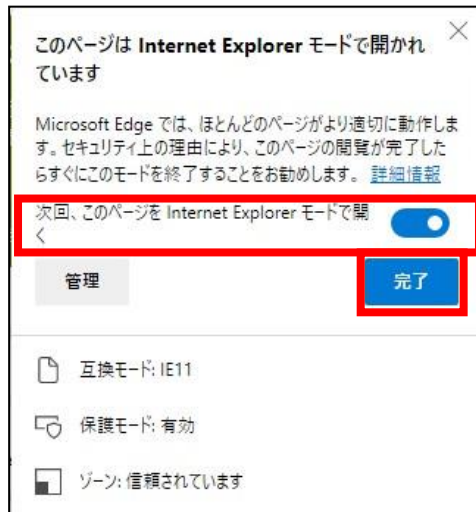 このページは Internet Explorer モードで開かれ
ています
Microsoft Edge では、ほとんどのページがより適切に動作しま
す。セキュリティ上の理由により、このページの閲覧が完了した
らすぐにこのモードを終了することをお勧めします。 詳細情報
次回、このページを Internet Explorer モードで開
く
管理
完了
互換モード: IE11
保護モード: 有効
ゾーン: 信頼されています